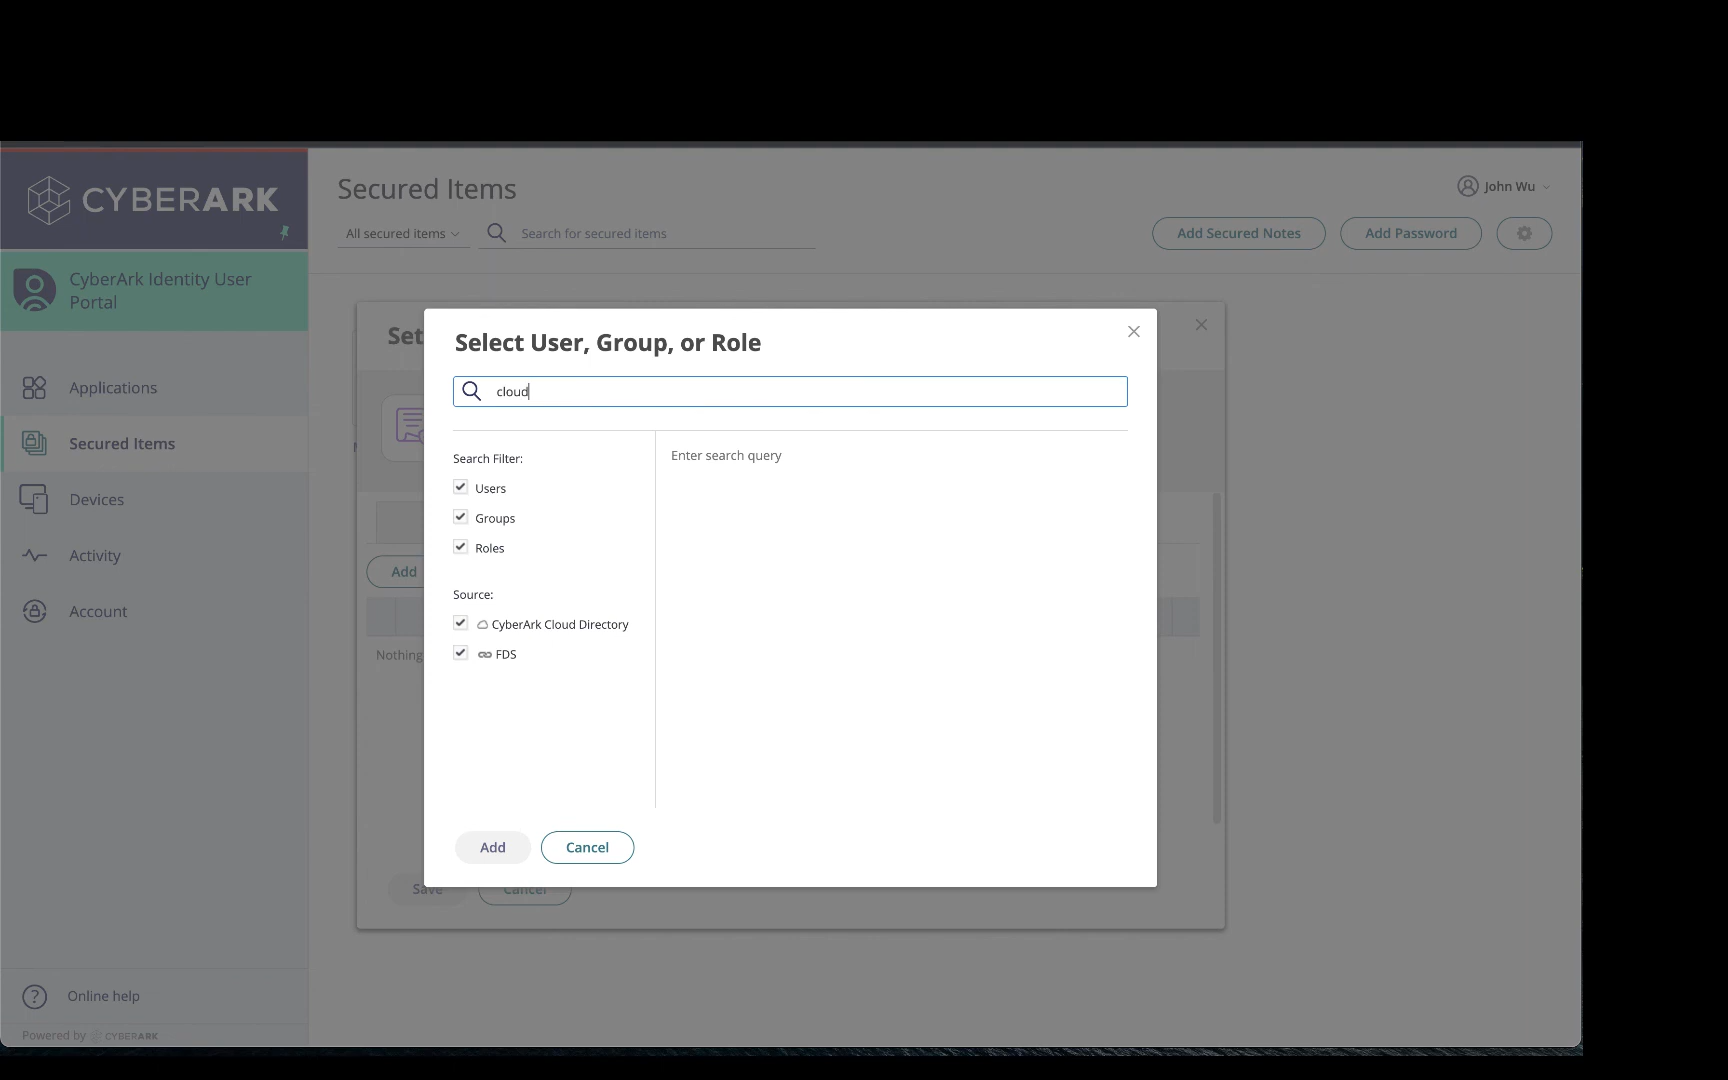 CYBERARK
CyberArk Identity User
Portal
Applications
Secured Items
Devices
Activity
Account
Online help
Powered by CYBERARK
Secured Items
John Wu
All secured items
Search for secured items
Add Secured Notes
Add Password
Set
Add
Nothing
Save
Cancel
Select User, Group, or Role
cloud
Search Filter:
Users
Groups
Roles
Source:
CyberArk Cloud Directory
FDS
Enter search query
Add
Cancel